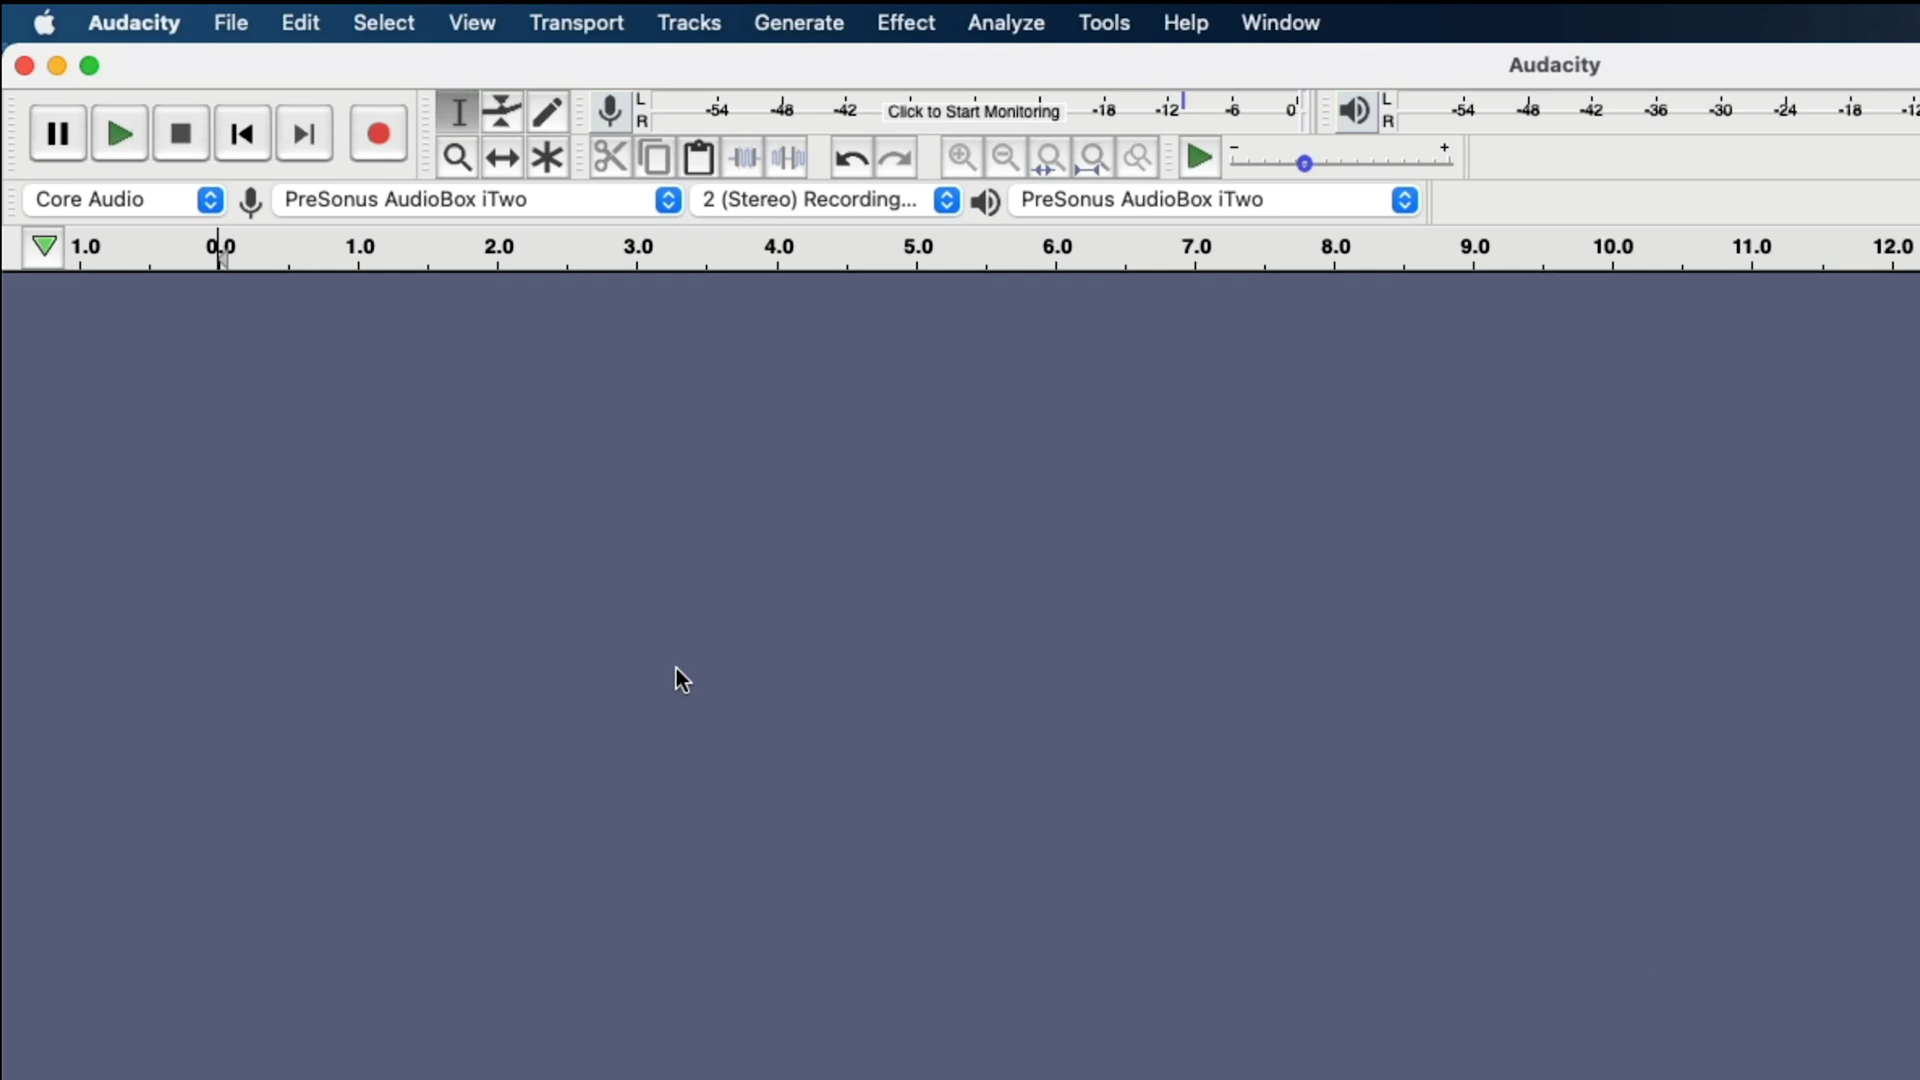 Audacity File Edit Select View Transport Tracks Generate Effect Analyze Tools Help Window
Audacity
L -54 -48 -42 Click to Start Monitoring -18 -12 -6 0 L -54 -48 -42 -36 -30 -24 -18
R R
- +
Core Audio PreSonus AudioBox iTwo 2 (Stereo) Recording... PreSonus AudioBox iTwo
1.0 0.0 1.0 2.0 3.0 4.0 5.0 6.0 7.0 8.0 9.0 10.0 11.0 12.0